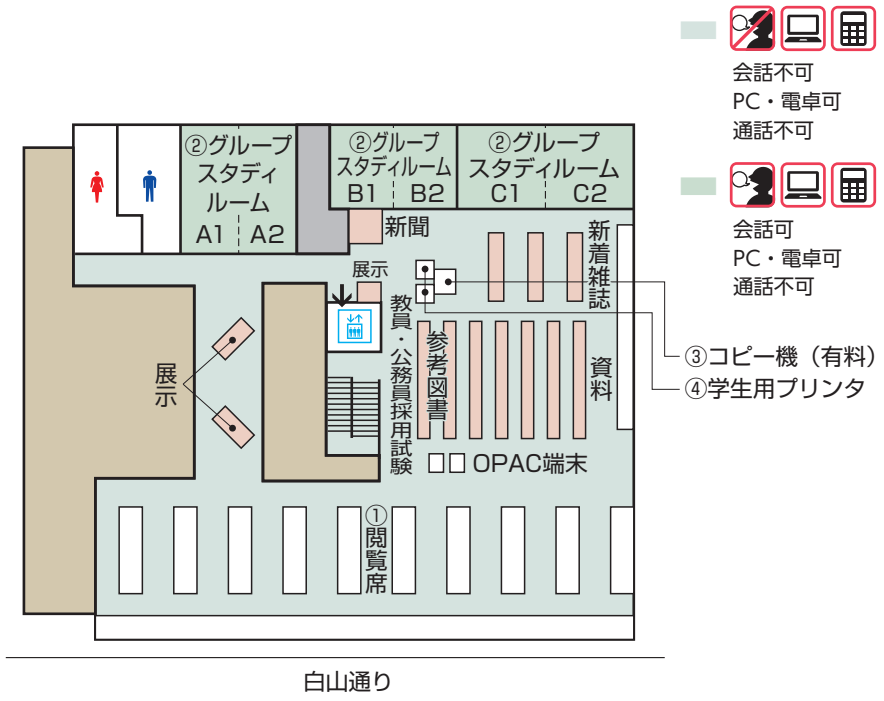 会話不可
PC・電卓可
通話不可
会話可
PC・電卓可
通話不可
②グループ
スタディ
ルーム
A1 A2
②グループ
スタディルーム
B1 B2
②グループ
スタディルーム
C1 C2
新聞
新着雑誌
展示
教員・公務員採用試験
参考図書
資料
③コピー機（有料）
④学生用プリンタ
展示
OPAC端末
①閲覧席
白山通り